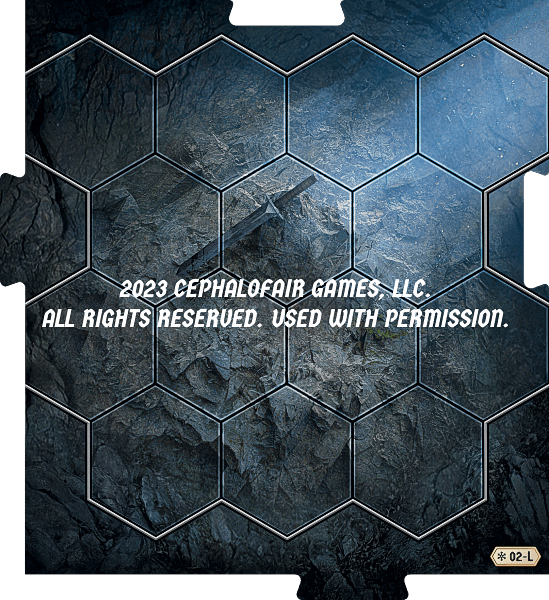 2023 CEPHALOFAIR GAMES, LLC.
ALL RIGHTS RESERVED. USED WITH PERMISSION.
* 02-L